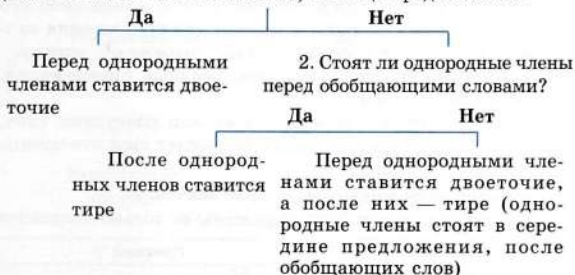 Да Нет
Перед однородными
членами ставится двое-
точие
2. Стоят ли однородные члены
перед обобщающими словами?
Да Нет
После однород-
ных членов ставится
тире
Перед однородными чле-
нами ставится двоеточие,
а после них — тире (одно-
родные члены стоят в сере-
дине предложения, после
обобщающих слов)